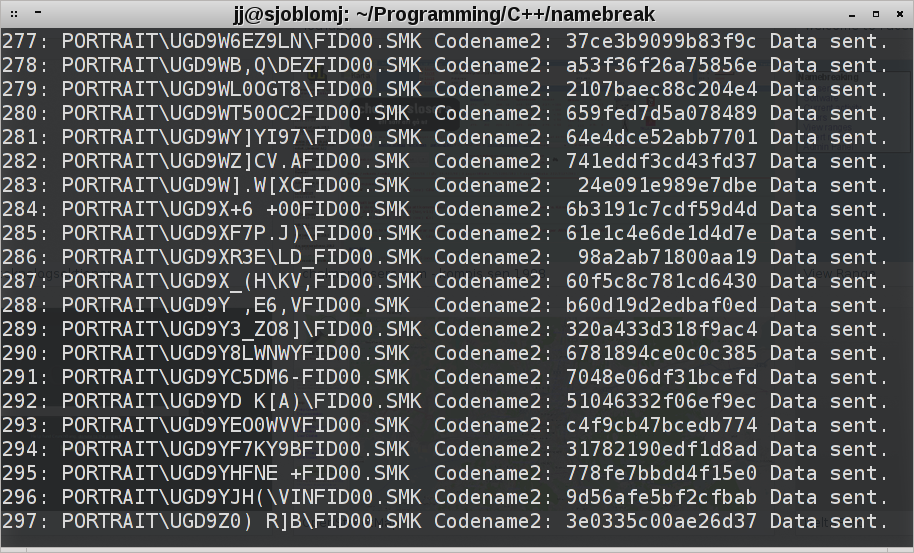 jj@sjoblomj: ~/Programming/C++/namebreak
277: PORTRAIT\UGD9W6EZ9LN\FID00.SMK Codename2: 37ce3b9099b83f9c Data sent.
278: PORTRAIT\UGD9WB,Q\DEZFID00.SMK Codename2: a53f36f26a75856e Data sent.
279: PORTRAIT\UGD9WL0OGT8\FID00.SMK Codename2: 2107baec88c204e4 Data sent.
280: PORTRAIT\UGD9WT50OC2FID00.SMK Codename2: 659fed7d5a078489 Data sent.
281: PORTRAIT\UGD9WY]YI97\FID00.SMK Codename2: 64e4dce52abb7701 Data sent.
282: PORTRAIT\UGD9WZ]CV.AFID00.SMK Codename2: 741eddf3cd43fd37 Data sent.
283: PORTRAIT\UGD9W].W[XCFID00.SMK Codename2: 24e091e989e7dbe Data sent.
284: PORTRAIT\UGD9X+6 +00FID00.SMK Codename2: 6b3191c7cdf59d4d Data sent.
285: PORTRAIT\UGD9XF7P.J)\FID00.SMK Codename2: 61e1c4e6de1d4d7e Data sent.
286: PORTRAIT\UGD9XR3E\LD_FID00.SMK Codename2: 98a2ab71800aa19 Data sent.
287: PORTRAIT\UGD9X_(H\KV,FID00.SMK Codename2: 60f5c8c781cd6430 Data sent.
288: PORTRAIT\UGD9Y ,E6,VFID00.SMK Codename2: b60d19d2edbaf0ed Data sent.
289: PORTRAIT\UGD9Y3_ZO8]\FID00.SMK Codename2: 320a433d318f9ac4 Data sent.
290: PORTRAIT\UGD9Y8LWNWYFID00.SMK Codename2: 6781894ce0c0c385 Data sent.
291: PORTRAIT\UGD9YC5DM6-FID00.SMK Codename2: 7048e06df31bcefd Data sent.
292: PORTRAIT\UGD9YD K[A)\FID00.SMK Codename2: 51046332f06ef9ec Data sent.
293: PORTRAIT\UGD9YEO0WVVFID00.SMK Codename2: c4f9cb47bcedb774 Data sent.
294: PORTRAIT\UGD9YF7KY9BFID00.SMK Codename2: 31782190edf1d8ad Data sent.
295: PORTRAIT\UGD9YHFNE +FID00.SMK Codename2: 778fe7bbdd4f15e0 Data sent.
296: PORTRAIT\UGD9YJH(\VINFID00.SMK Codename2: 9d56afe5bf2cfbab Data sent.
297: PORTRAIT\UGD9Z0) R]B\FID00.SMK Codename2: 3e0335c00ae26d37 Data sent.